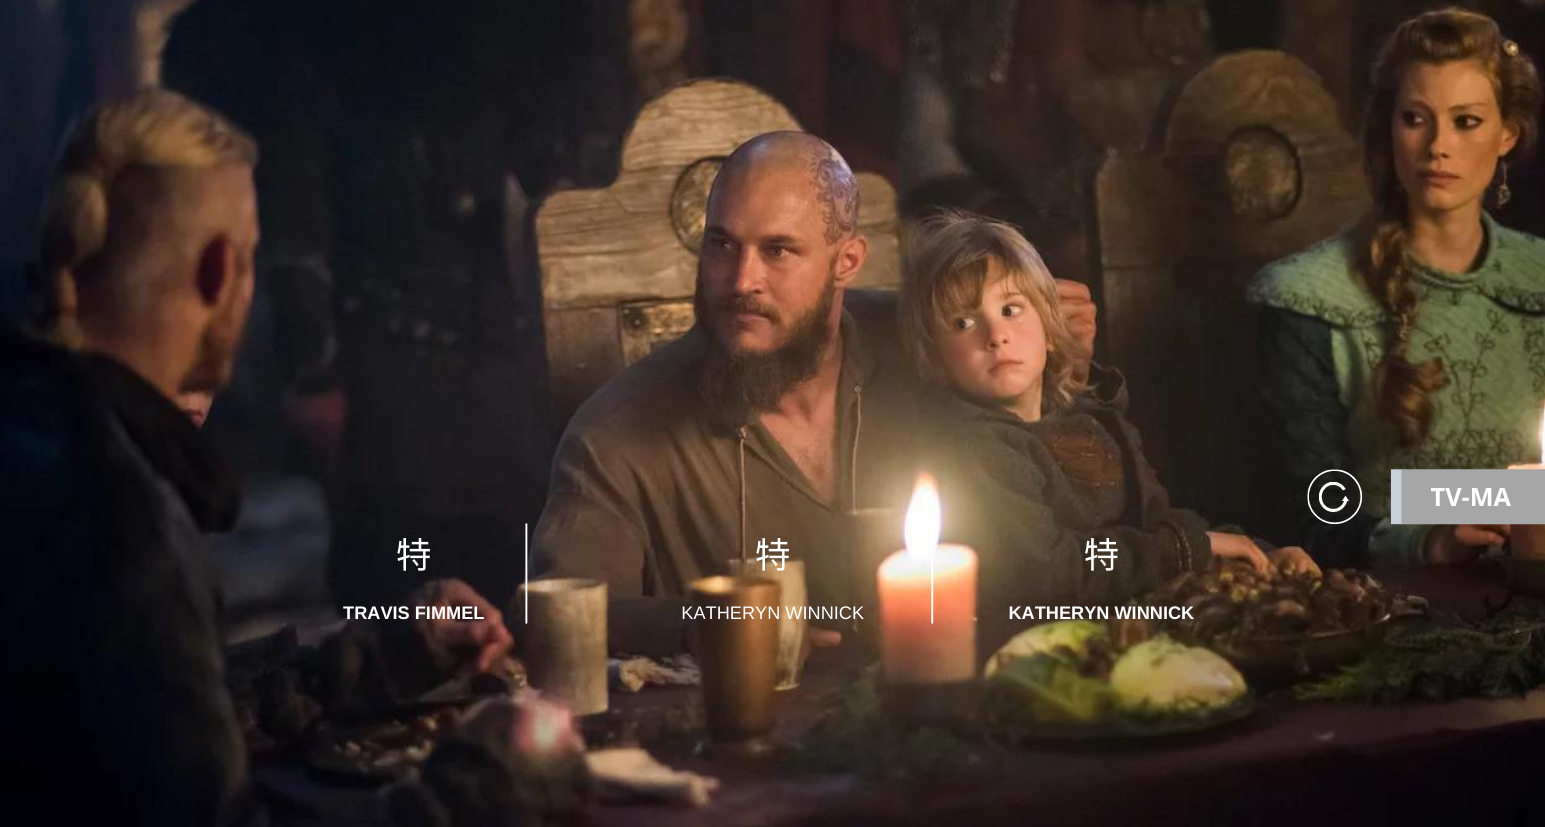 TV-MA
特 特 特
TRAVIS FIMMEL KATHERYN WINNICK KATHERYN WINNICK